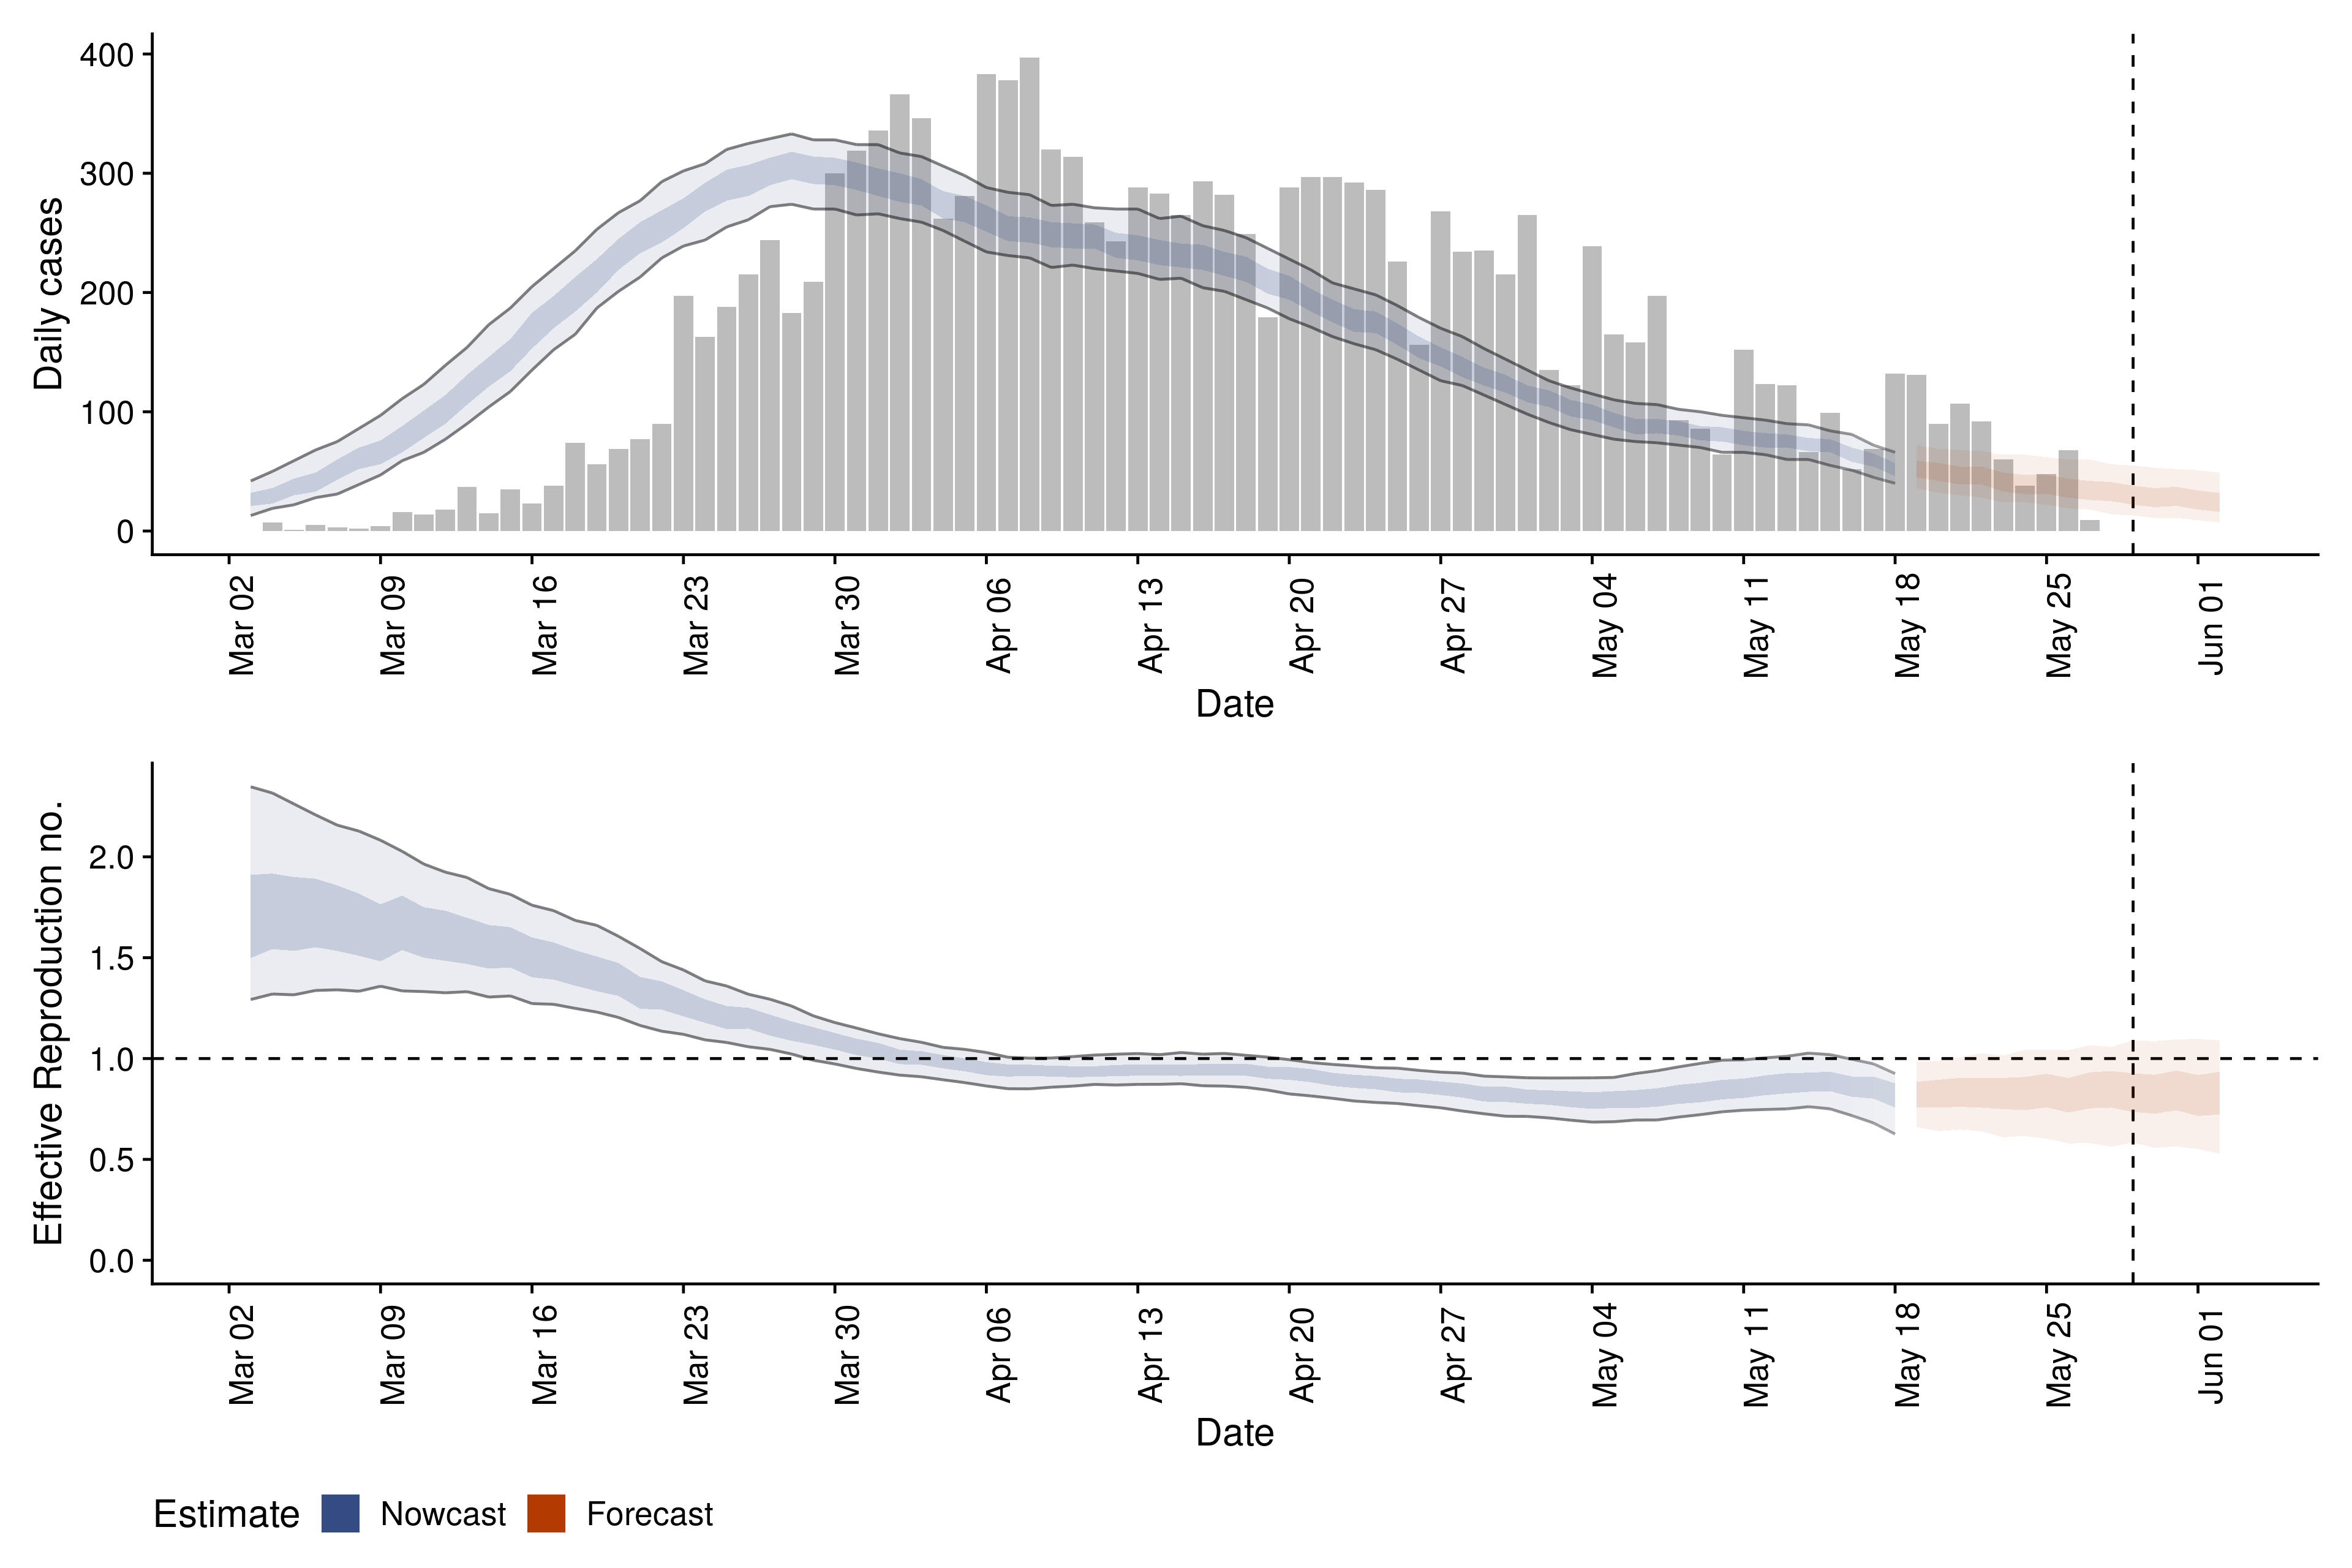 400
300
200
100
0
Daily cases
Mar 02
Mar 09
Mar 16
Mar 23
Mar 30
Apr 06
Apr 13
Apr 20
Apr 27
May 04
May 11
May 18
May 25
Jun 01
Date
2.0
1.5
1.0
0.5
0.0
Effective Reproduction no.
Mar 02
Mar 09
Mar 16
Mar 23
Mar 30
Apr 06
Apr 13
Apr 20
Apr 27
May 04
May 11
May 18
May 25
Jun 01
Date
Estimate Nowcast Forecast